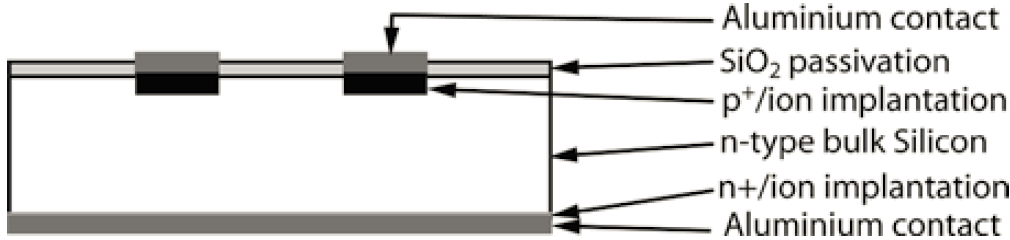 Aluminium contact
SiO₂ passivation
p⁺/ion implantation
n-type bulk Silicon
n+/ion implantation
Aluminium contact